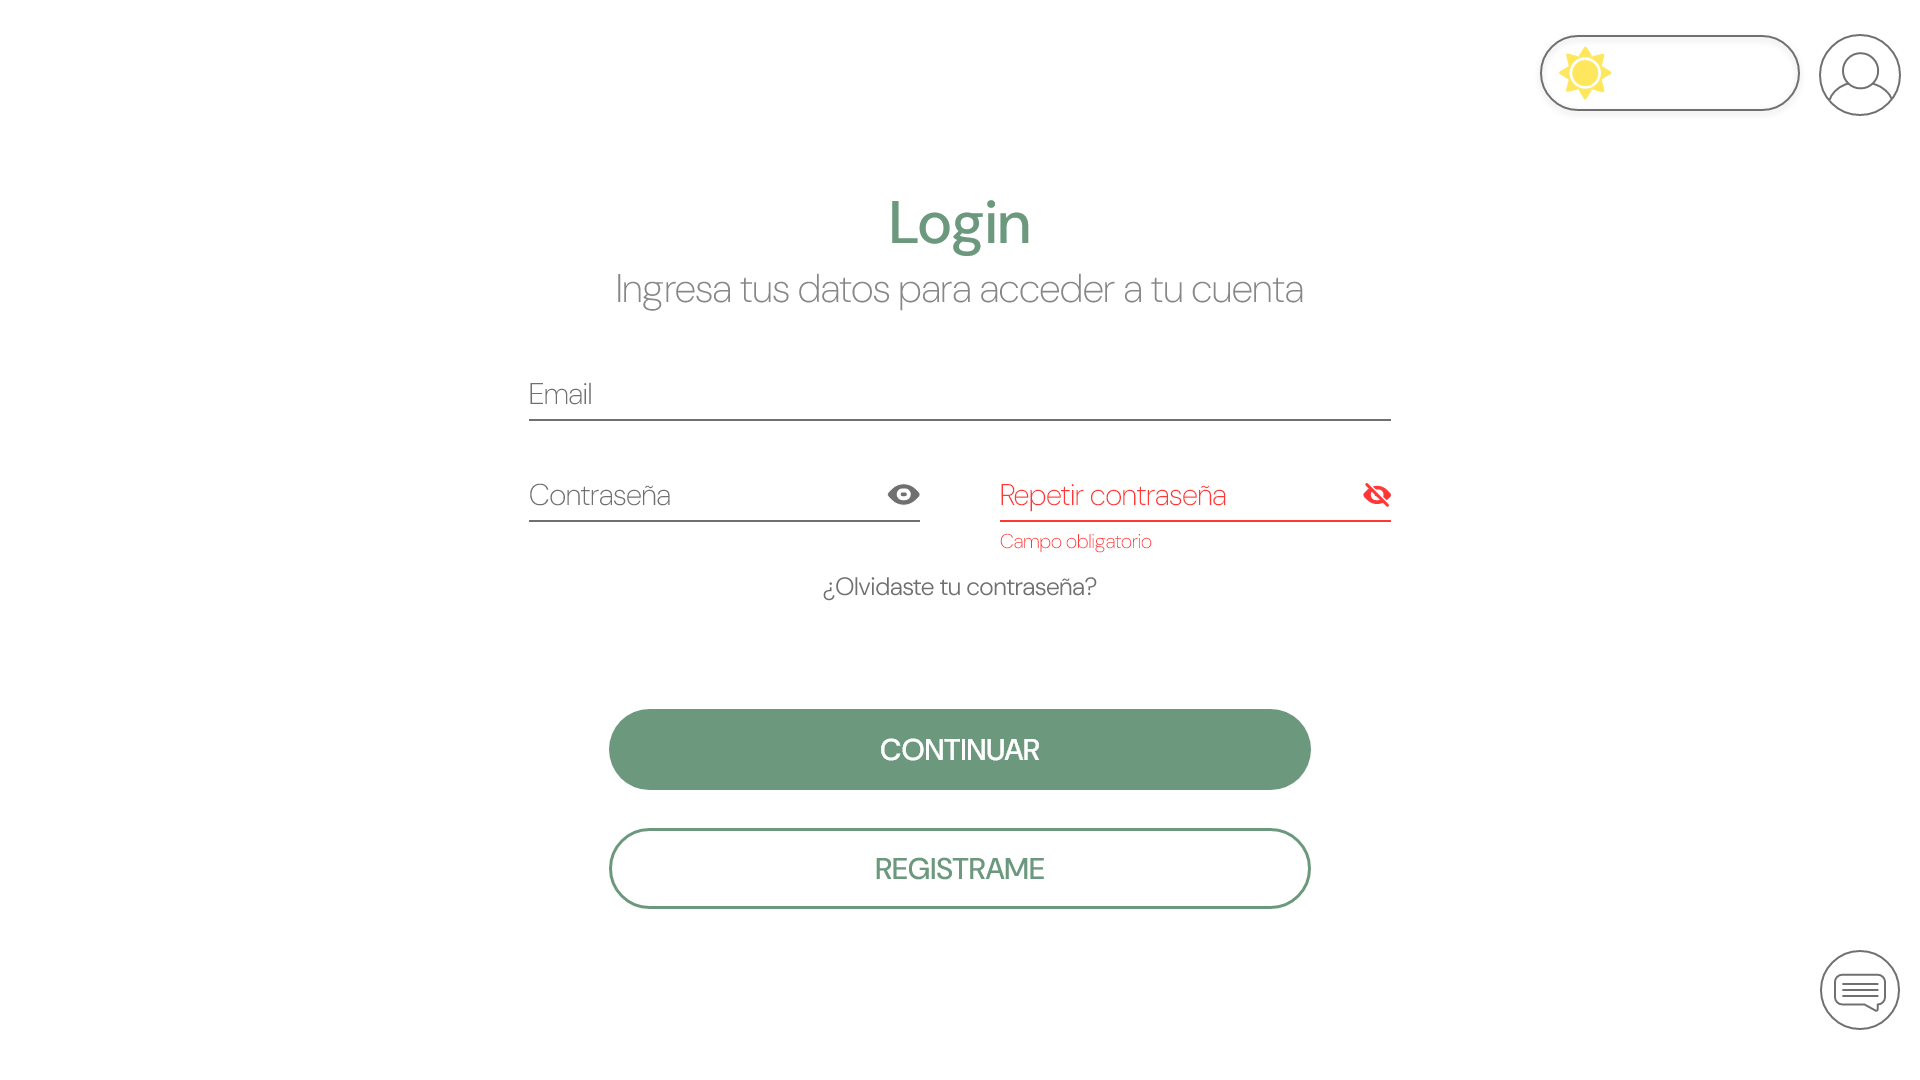 Login
Ingresa tus datos para acceder a tu cuenta
Email
Contraseña
Repetir contraseña
Campo obligatorio
¿Olvidaste tu contraseña?
CONTINUAR
REGISTRAME